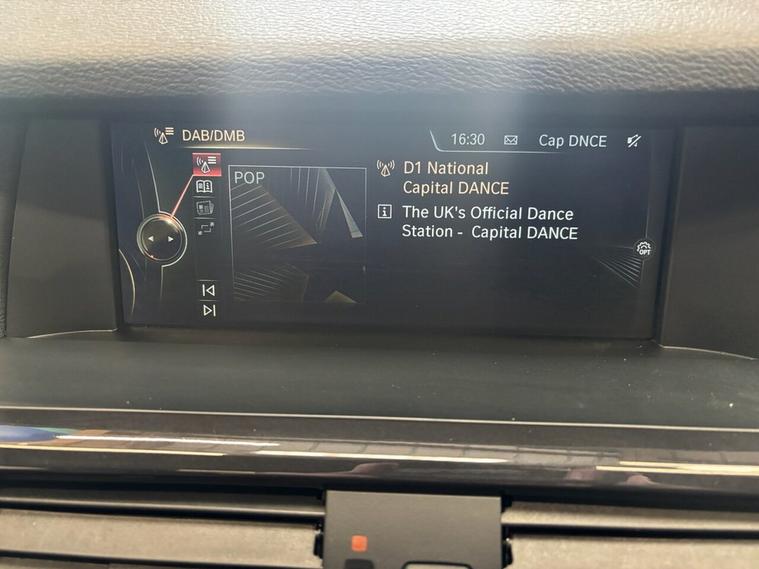 DAB/DMB
16:30
Cap DNCE
POP
D1 National
Capital DANCE
The UK's Official Dance
Station - Capital DANCE
OPT